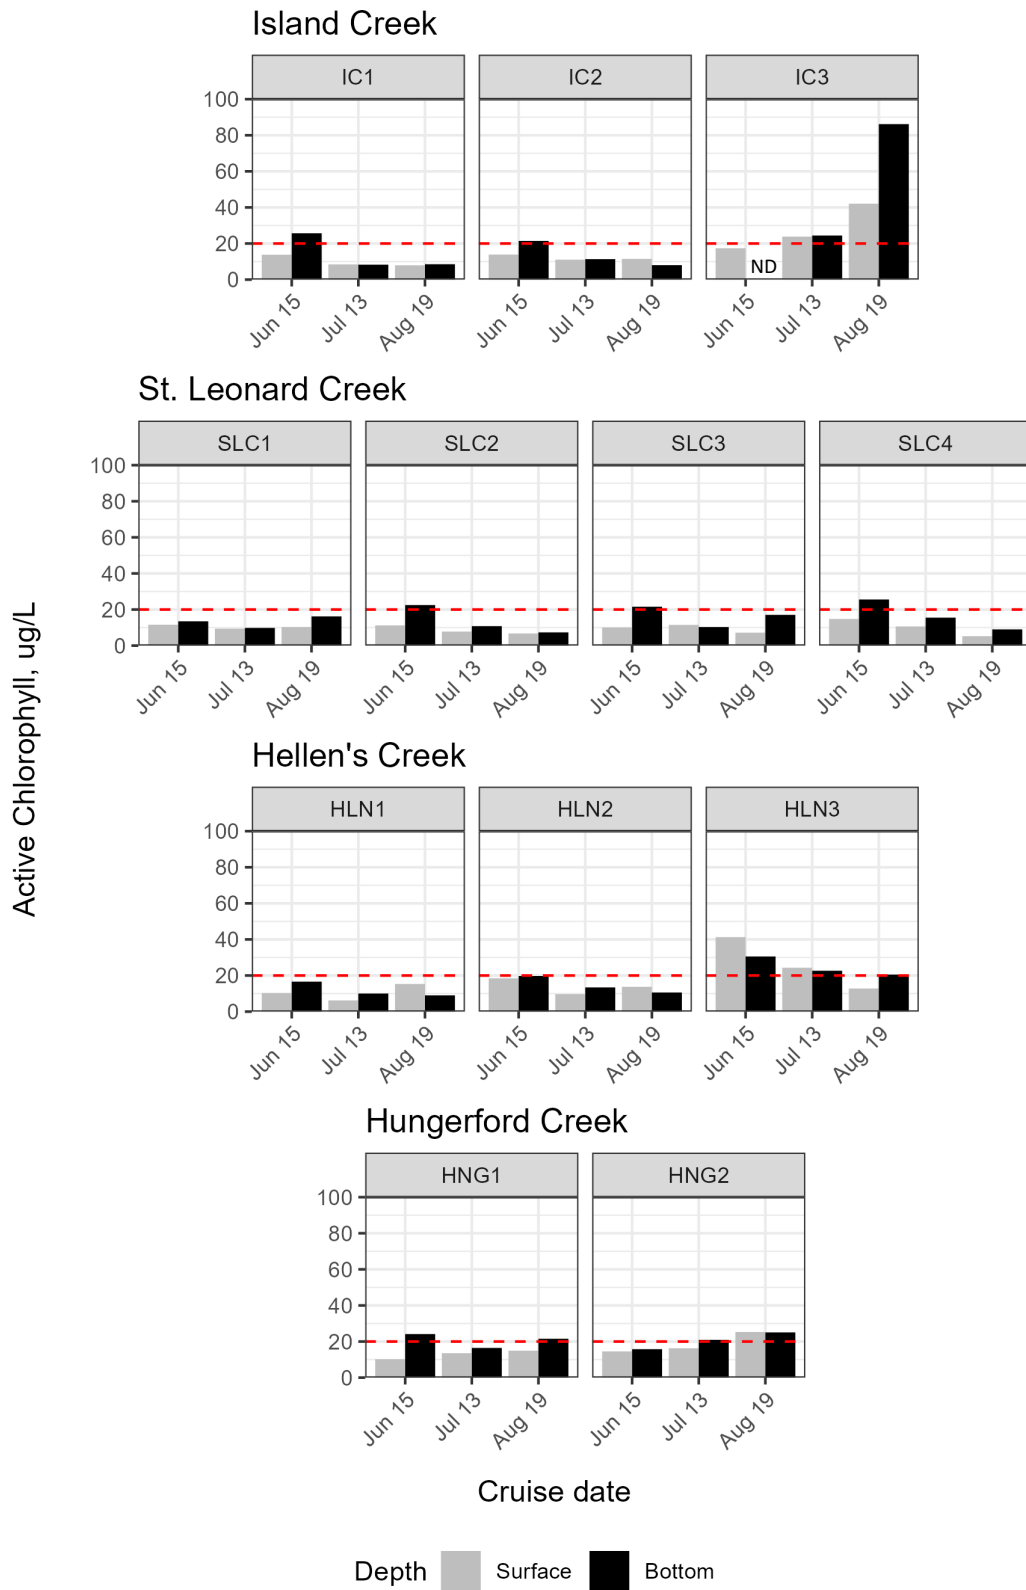 Island Creek
IC1 IC2 IC3
100
80
60
40
20
0
ND
Jun 15 Jul 13 Aug 19 Jun 15 Jul 13 Aug 19 Jun 15 Jul 13 Aug 19
St. Leonard Creek
SLC1 SLC2 SLC3 SLC4
100
80
60
40
20
0
Jun 15 Jul 13 Aug 19 Jun 15 Jul 13 Aug 19 Jun 15 Jul 13 Aug 19 Jun 15 Jul 13 Aug 19
Active Chlorophyll, ug/L
Hellen's Creek
HLN1 HLN2 HLN3
100
80
60
40
20
0
Jun 15 Jul 13 Aug 19 Jun 15 Jul 13 Aug 19 Jun 15 Jul 13 Aug 19
Hungerford Creek
HNG1 HNG2
100
80
60
40
20
0
Jun 15 Jul 13 Aug 19 Jun 15 Jul 13 Aug 19
Cruise date
Depth Surface Bottom